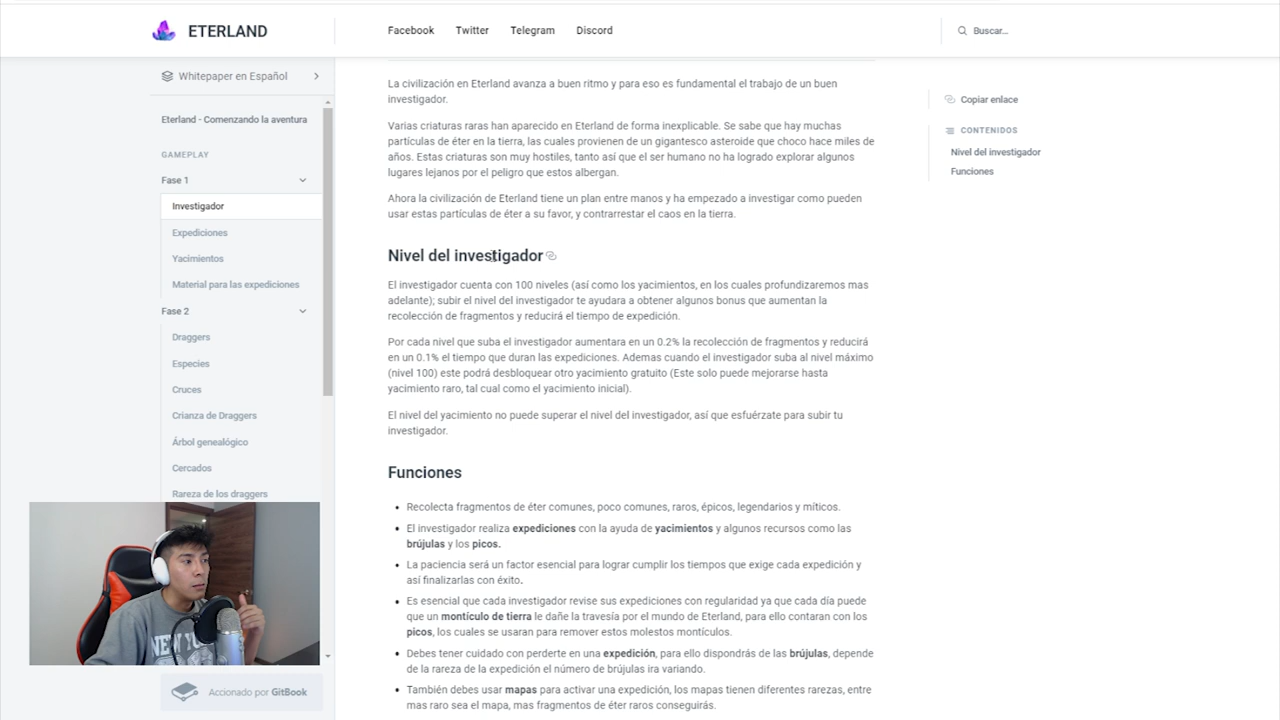 ETERLAND
Facebook Twitter Telegram Discord
Buscar...
Whitepaper en Español
Eterland - Comenzando la aventura
GAMEPLAY
Fase 1
Investigador
Expediciones
Yacimientos
Material para las expediciones
Fase 2
Draggers
Especies
Cruces
Crianza de Draggers
Árbol genealógico
Cercados
Rareza de los draggers
Accionado por GitBook
La civilización en Eterland avanza a buen ritmo y para eso es fundamental el trabajo de un buen
investigador.
Varias criaturas raras han aparecido en Eterland de forma inexplicable. Se sabe que hay muchas
partículas de éter en la tierra, las cuales provienen de un gigantesco asteroide que choco hace miles de
años. Estas criaturas son muy hostiles, tanto así que el ser humano no ha logrado explorar algunos
lugares lejanos por el peligro que estos albergan.
Ahora la civilización de Eterland tiene un plan entre manos y ha empezado a investigar como pueden
usar estas partículas de éter a su favor, y contrarrestar el caos en la tierra.
Nivel del investigador
El investigador cuenta con 100 niveles (así como los yacimientos, en los cuales profundizaremos mas
adelante); subir el nivel del investigador te ayudara a obtener algunos bonus que aumentan la
recolección de fragmentos y reducirá el tiempo de expedición.
Por cada nivel que suba el investigador aumentara en un 0.2% la recolección de fragmentos y reducirá
en un 0.1% el tiempo que duran las expediciones. Ademas cuando el investigador suba al nivel máximo
(nivel 100) este podrá desbloquear otro yacimiento gratuito (Este solo puede mejorarse hasta
yacimiento raro, tal cual como el yacimiento inicial).
El nivel del yacimiento no puede superar el nivel del investigador, así que esfuérzate para subir tu
investigador.
Funciones
• Recolecta fragmentos de éter comunes, poco comunes, raros, épicos, legendarios y míticos.
• El investigador realiza expediciones con la ayuda de yacimientos y algunos recursos como las
brújulas y los picos.
• La paciencia será un factor esencial para lograr cumplir los tiempos que exige cada expedición y
así finalizarlas con éxito.
• Es esencial que cada investigador revise sus expediciones con regularidad ya que cada día puede
que un montículo de tierra le dañe la travesía por el mundo de Eterland, para ello contaran con los
picos, los cuales se usaran para remover estos molestos montículos.
• Debes tener cuidado con perderte en una expedición, para ello dispondrás de las brújulas, depende
de la rareza de la expedición el número de brújulas ira variando.
• También debes usar mapas para activar una expedición, los mapas tienen diferentes rarezas, entre
mas raro sea el mapa, mas fragmentos de éter raros conseguirás.
Copiar enlace
CONTENIDOS
Nivel del investigador
Funciones
NEW YO